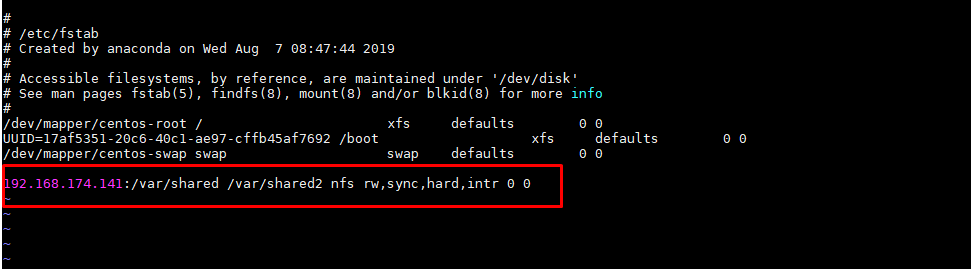 #
# /etc/fstab
# Created by anaconda on Wed Aug  7 08:47:44 2019
#
# Accessible filesystems, by reference, are maintained under '/dev/disk'
# See man pages fstab(5), findfs(8), mount(8) and/or blkid(8) for more info
#
/dev/mapper/centos-root /                       xfs     defaults        0 0
UUID=17af5351-20c6-40c1-ae97-cffb45af7692 /boot                   xfs     defaults        0 0
/dev/mapper/centos-swap swap                    swap    defaults        0 0
192.168.174.141:/var/shared /var/shared2 nfs rw,sync,hard,intr 0 0
~
~
~
~
~